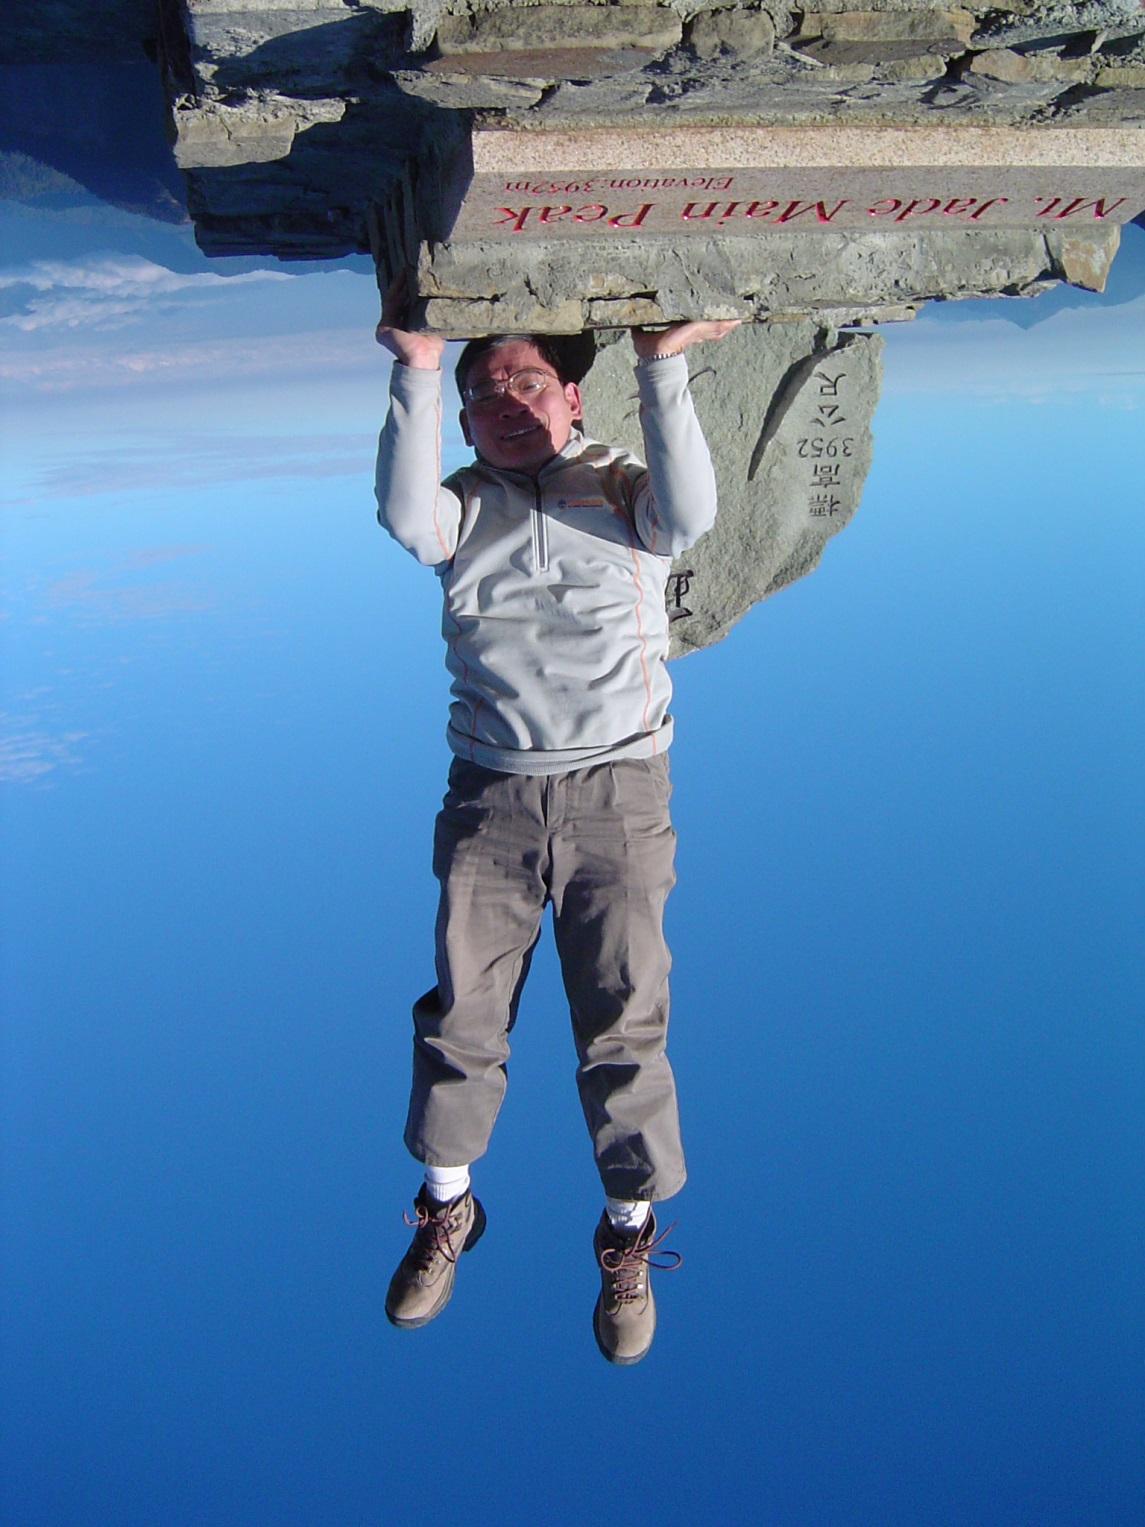 標高3952公尺
Mt. Jade Main Peak
Elevation:3952m